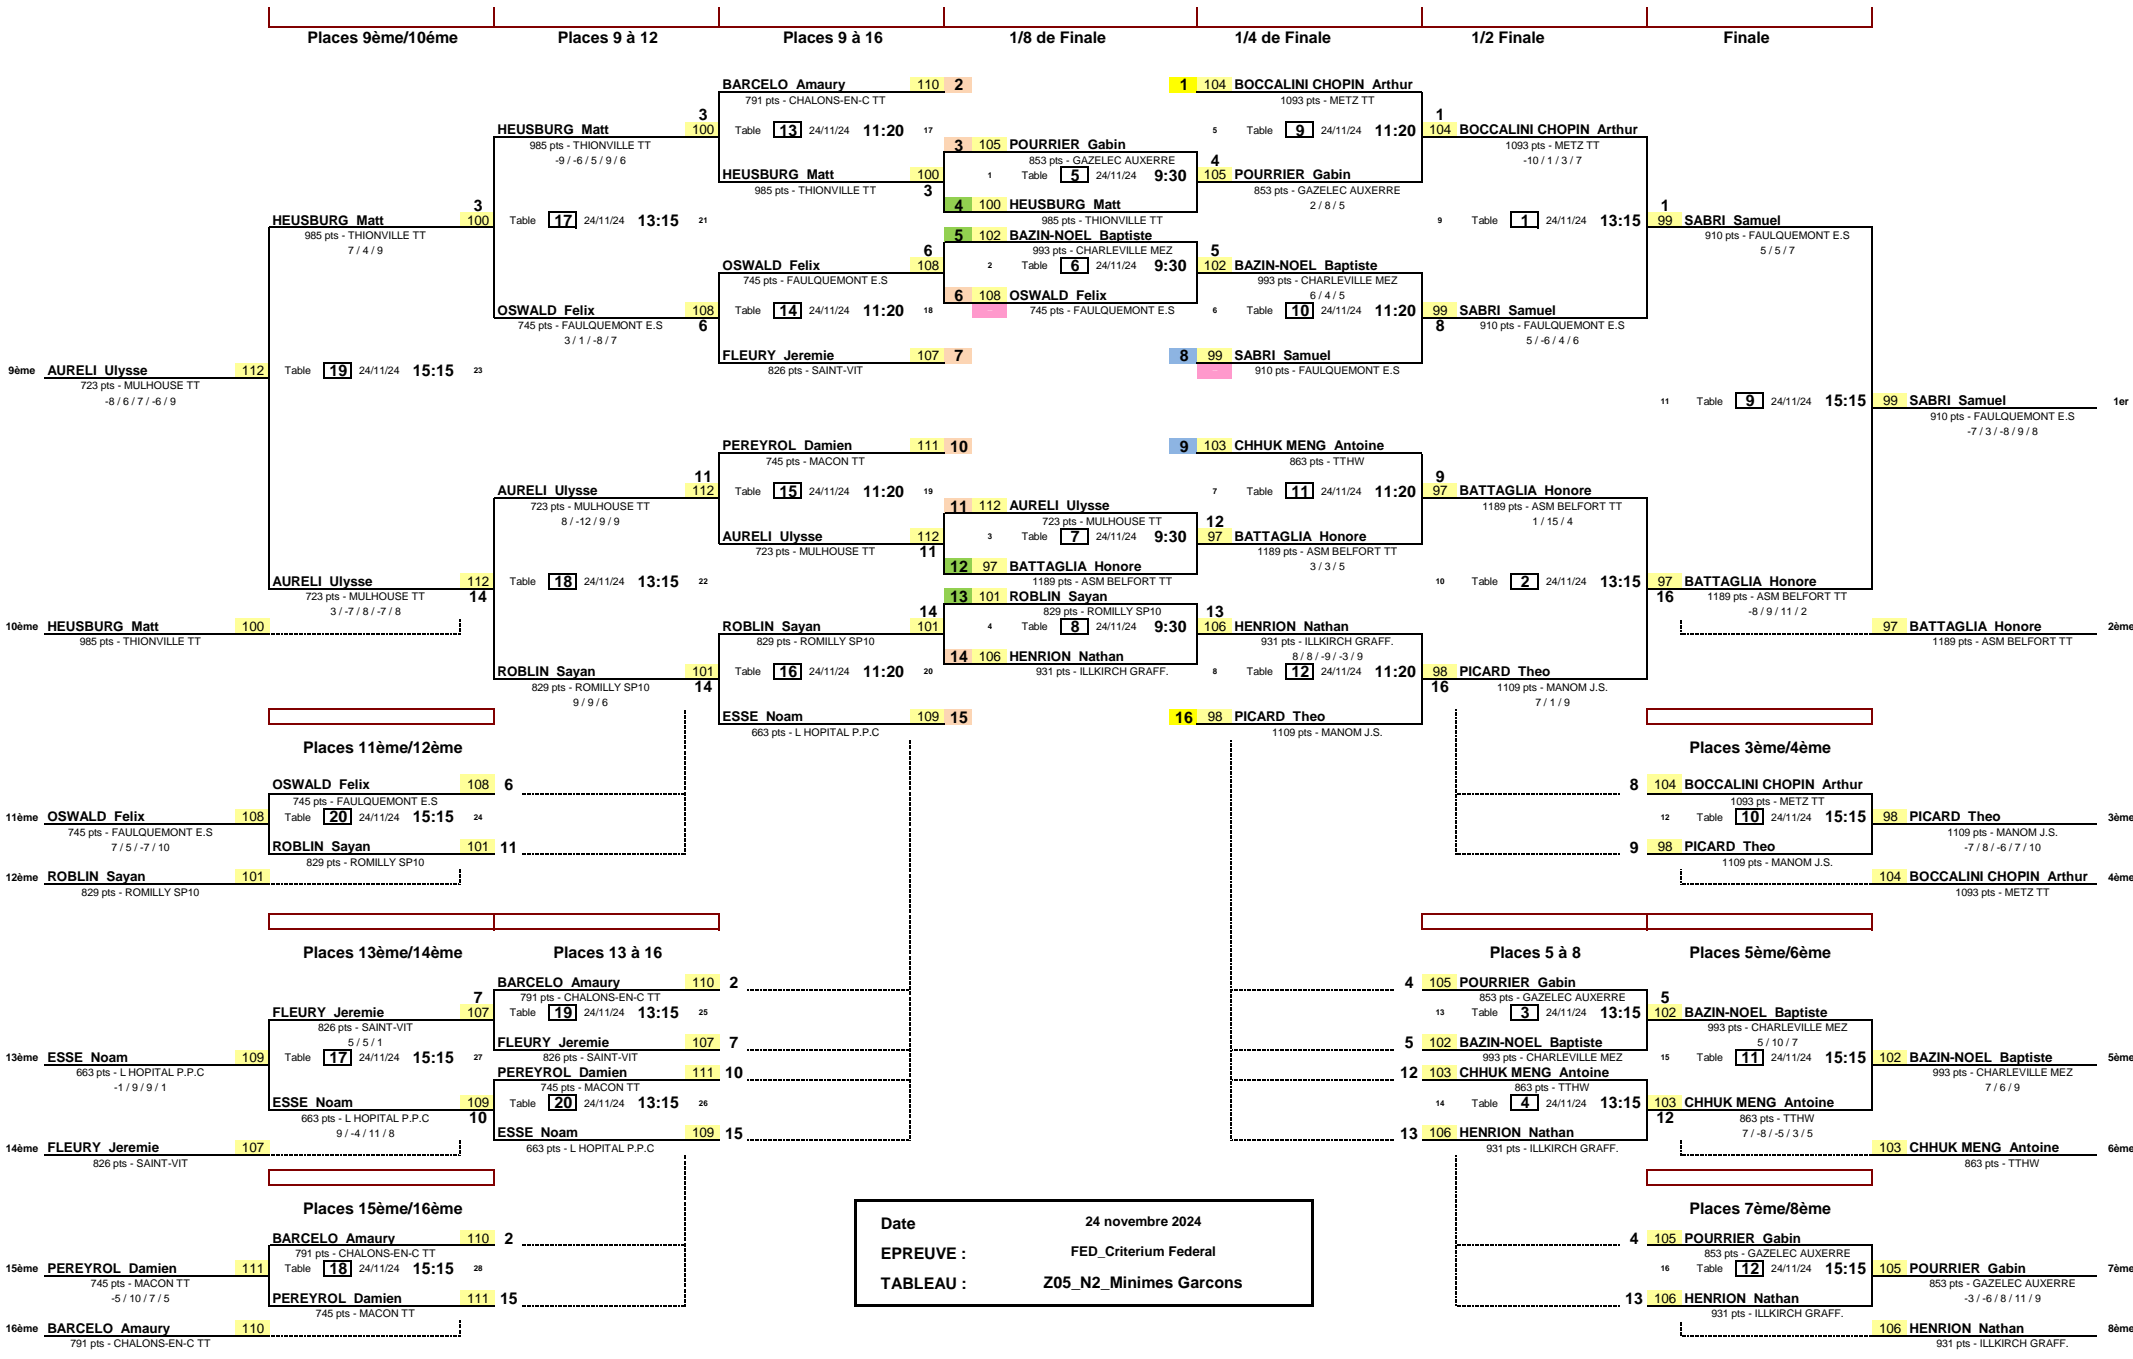 Places 9ème/10éme
Places 9 à 12
Places 9 à 16
1/8 de Finale
1/4 de Finale
1/2 Finale
Finale
BARCELO Amaury 110 2
791 pts - CHALONS-EN-C TT
3
HEUSBURG Matt 100
985 pts - THIONVILLE TT
-9 / -6 / 5 / 9 / 6
Table 13 24/11/24 11:20 17
HEUSBURG Matt 100
985 pts - THIONVILLE TT
3
3
HEUSBURG Matt 100
985 pts - THIONVILLE TT
7 / 4 / 9
Table 17 24/11/24 13:15 21
6
OSWALD Felix 108
745 pts - FAULQUEMONT E.S
OSWALD Felix 108
745 pts - FAULQUEMONT E.S 6
3 / 1 / -8 / 7
Table 14 24/11/24 11:20 18
FLEURY Jeremie 107 7
826 pts - SAINT-VIT
9ème AURELI Ulysse 112
723 pts - MULHOUSE TT
-8 / 6 / 7 / -6 / 9
Table 19 24/11/24 15:15 23
PEREYROL Damien 111 10
745 pts - MACON TT
11
AURELI Ulysse 112
723 pts - MULHOUSE TT
8 / -12 / 9 / 9
Table 15 24/11/24 11:20 19
AURELI Ulysse 112
723 pts - MULHOUSE TT 11
AURELI Ulysse 112
723 pts - MULHOUSE TT 14
3 / -7 / 8 / -7 / 8
Table 18 24/11/24 13:15 22
10ème HEUSBURG Matt 100
985 pts - THIONVILLE TT
14
ROBLIN Sayan 101
829 pts - ROMILLY SP10
ROBLIN Sayan 101
829 pts - ROMILLY SP10 14
9 / 9 / 6
Table 16 24/11/24 11:20 20
ESSE Noam 109 15
663 pts - L HOPITAL P.P.C
3 105 POURRIER Gabin
853 pts - GAZELEC AUXERRE
1 Table 5 24/11/24 9:30
4 100 HEUSBURG Matt
985 pts - THIONVILLE TT
5 102 BAZIN-NOEL Baptiste
993 pts - CHARLEVILLE MEZ
2 Table 6 24/11/24 9:30
6 108 OSWALD Felix
745 pts - FAULQUEMONT E.S
11 112 AURELI Ulysse
723 pts - MULHOUSE TT
3 Table 7 24/11/24 9:30
12 97 BATTAGLIA Honore
1189 pts - ASM BELFORT TT
13 101 ROBLIN Sayan
829 pts - ROMILLY SP10
4 Table 8 24/11/24 9:30
14 106 HENRION Nathan
931 pts - ILLKIRCH GRAFF.
1 104 BOCCALINI CHOPIN Arthur
1093 pts - METZ TT
5 Table 9 24/11/24 11:20
4
105 POURRIER Gabin
853 pts - GAZELEC AUXERRE
2 / 8 / 5
5
102 BAZIN-NOEL Baptiste
993 pts - CHARLEVILLE MEZ
6 / 4 / 5
6 Table 10 24/11/24 11:20
8 99 SABRI Samuel
910 pts - FAULQUEMONT E.S
9 103 CHHUK MENG Antoine
863 pts - TTHW
7 Table 11 24/11/24 11:20
12
97 BATTAGLIA Honore
1189 pts - ASM BELFORT TT
3 / 3 / 5
13
106 HENRION Nathan
931 pts - ILLKIRCH GRAFF.
8 / 8 / -9 / -3 / 9
8 Table 12 24/11/24 11:20
16 98 PICARD Theo
1109 pts - MANOM J.S.
1
104 BOCCALINI CHOPIN Arthur
1093 pts - METZ TT
-10 / 1 / 3 / 7
9 Table 1 24/11/24 13:15
99 SABRI Samuel
8 910 pts - FAULQUEMONT E.S
5 / -6 / 4 / 6
9
97 BATTAGLIA Honore
1189 pts - ASM BELFORT TT
1 / 15 / 4
10 Table 2 24/11/24 13:15
98 PICARD Theo
16 1109 pts - MANOM J.S.
7 / 1 / 9
1
99 SABRI Samuel
910 pts - FAULQUEMONT E.S
5 / 5 / 7
11 Table 9 24/11/24 15:15
99 SABRI Samuel 1er
910 pts - FAULQUEMONT E.S
-7 / 3 / -8 / 9 / 8
97 BATTAGLIA Honore
16 1189 pts - ASM BELFORT TT
-8 / 9 / 11 / 2
97 BATTAGLIA Honore 2ème
1189 pts - ASM BELFORT TT
Places 11ème/12ème
OSWALD Felix 108 6
745 pts - FAULQUEMONT E.S
11ème OSWALD Felix 108
745 pts - FAULQUEMONT E.S
7 / 5 / -7 / 10
Table 20 24/11/24 15:15 24
ROBLIN Sayan 101 11
829 pts - ROMILLY SP10
12ème ROBLIN Sayan 101
829 pts - ROMILLY SP10
Places 3ème/4ème
8 104 BOCCALINI CHOPIN Arthur
1093 pts - METZ TT
12 Table 10 24/11/24 15:15
98 PICARD Theo 3ème
1109 pts - MANOM J.S.
-7 / 8 / -6 / 7 / 10
9 98 PICARD Theo
1109 pts - MANOM J.S.
104 BOCCALINI CHOPIN Arthur 4ème
1093 pts - METZ TT
Places 13ème/14ème
Places 13 à 16
BARCELO Amaury 110 2
791 pts - CHALONS-EN-C TT
7
FLEURY Jeremie 107
826 pts - SAINT-VIT
5 / 5 / 1
Table 19 24/11/24 13:15 25
FLEURY Jeremie 107 7
826 pts - SAINT-VIT
13ème ESSE Noam 109
663 pts - L HOPITAL P.P.C
-1 / 9 / 9 / 1
Table 17 24/11/24 15:15 27
PEREYROL Damien 111 10
745 pts - MACON TT
ESSE Noam 109
663 pts - L HOPITAL P.P.C 10
9 / -4 / 11 / 8
Table 20 24/11/24 13:15 26
ESSE Noam 109 15
663 pts - L HOPITAL P.P.C
14ème FLEURY Jeremie 107
826 pts - SAINT-VIT
Places 5 à 8
Places 5ème/6ème
4 105 POURRIER Gabin
853 pts - GAZELEC AUXERRE
13 Table 3 24/11/24 13:15
5
102 BAZIN-NOEL Baptiste
993 pts - CHARLEVILLE MEZ
5 / 10 / 7
5 102 BAZIN-NOEL Baptiste
993 pts - CHARLEVILLE MEZ
15 Table 11 24/11/24 15:15
102 BAZIN-NOEL Baptiste 5ème
993 pts - CHARLEVILLE MEZ
7 / 6 / 9
12 103 CHHUK MENG Antoine
863 pts - TTHW
14 Table 4 24/11/24 13:15
103 CHHUK MENG Antoine
12 863 pts - TTHW
7 / -8 / -5 / 3 / 5
13 106 HENRION Nathan
931 pts - ILLKIRCH GRAFF.
103 CHHUK MENG Antoine 6ème
863 pts - TTHW
Places 15ème/16ème
BARCELO Amaury 110 2
791 pts - CHALONS-EN-C TT
15ème PEREYROL Damien 111
745 pts - MACON TT
-5 / 10 / 7 / 5
Table 18 24/11/24 15:15 28
PEREYROL Damien 111 15
745 pts - MACON TT
16ème BARCELO Amaury 110
791 pts - CHALONS-EN-C TT
Date 24 novembre 2024
EPREUVE : FED_Criterium Federal
TABLEAU : Z05_N2_Minimes Garcons
Places 7ème/8ème
4 105 POURRIER Gabin
853 pts - GAZELEC AUXERRE
16 Table 12 24/11/24 15:15
105 POURRIER Gabin 7ème
853 pts - GAZELEC AUXERRE
-3 / -6 / 8 / 11 / 9
13 106 HENRION Nathan
931 pts - ILLKIRCH GRAFF.
106 HENRION Nathan 8ème
931 pts - ILLKIRCH GRAFF.